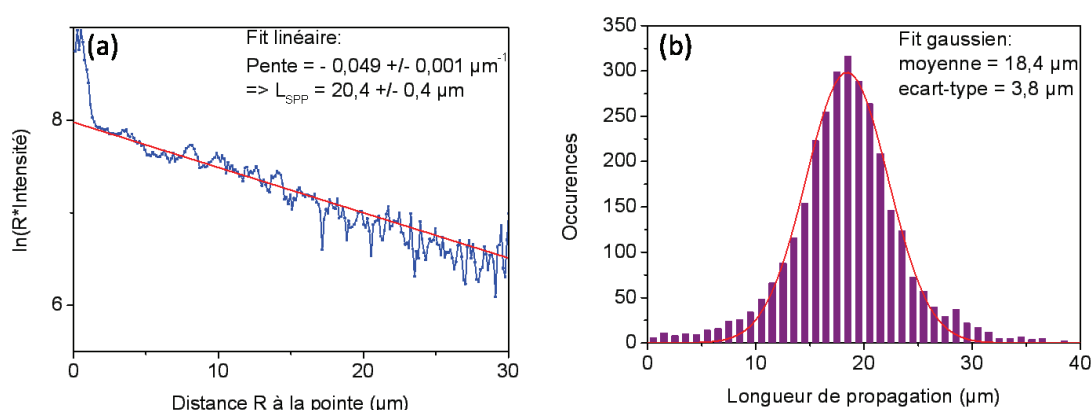 (a)
Fit linéaire:
Pente = - 0,049 +/- 0,001 µm⁻¹
=> L_SPP = 20,4 +/- 0,4 µm
8
6
ln(R*Intensité)
0
10
20
30
Distance R à la pointe (µm)
(b)
Fit gaussien:
moyenne = 18,4 µm
ecart-type = 3,8 µm
350
300
250
200
150
100
50
0
Occurences
0
10
20
30
40
Longueur de propagation (µm)